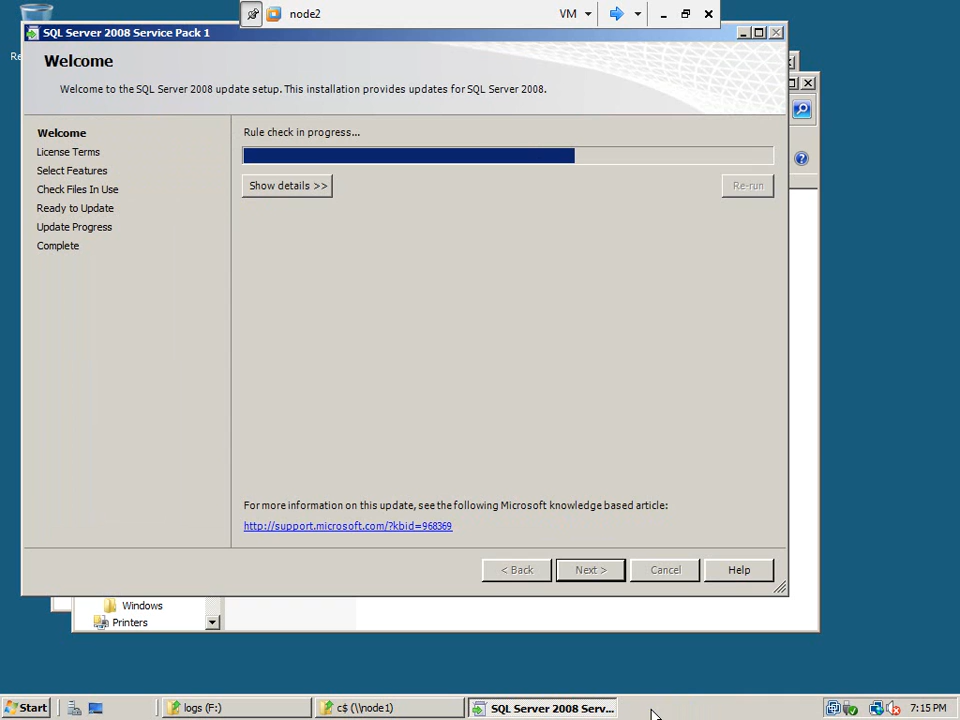 node2
VM
Re
SQL Server 2008 Service Pack 1
Welcome
Welcome to the SQL Server 2008 update setup. This installation provides updates for SQL Server 2008.
Welcome
License Terms
Select Features
Check Files In Use
Ready to Update
Update Progress
Complete
Rule check in progress...
Show details >>
Re-run
For more information on this update, see the following Microsoft knowledge based article:
http://support.microsoft.com/?kbid=968369
< Back
Next >
Cancel
Help
Windows
Printers
Start
logs (F:)
c$ (\\node1)
SQL Server 2008 Serv...
7:15 PM